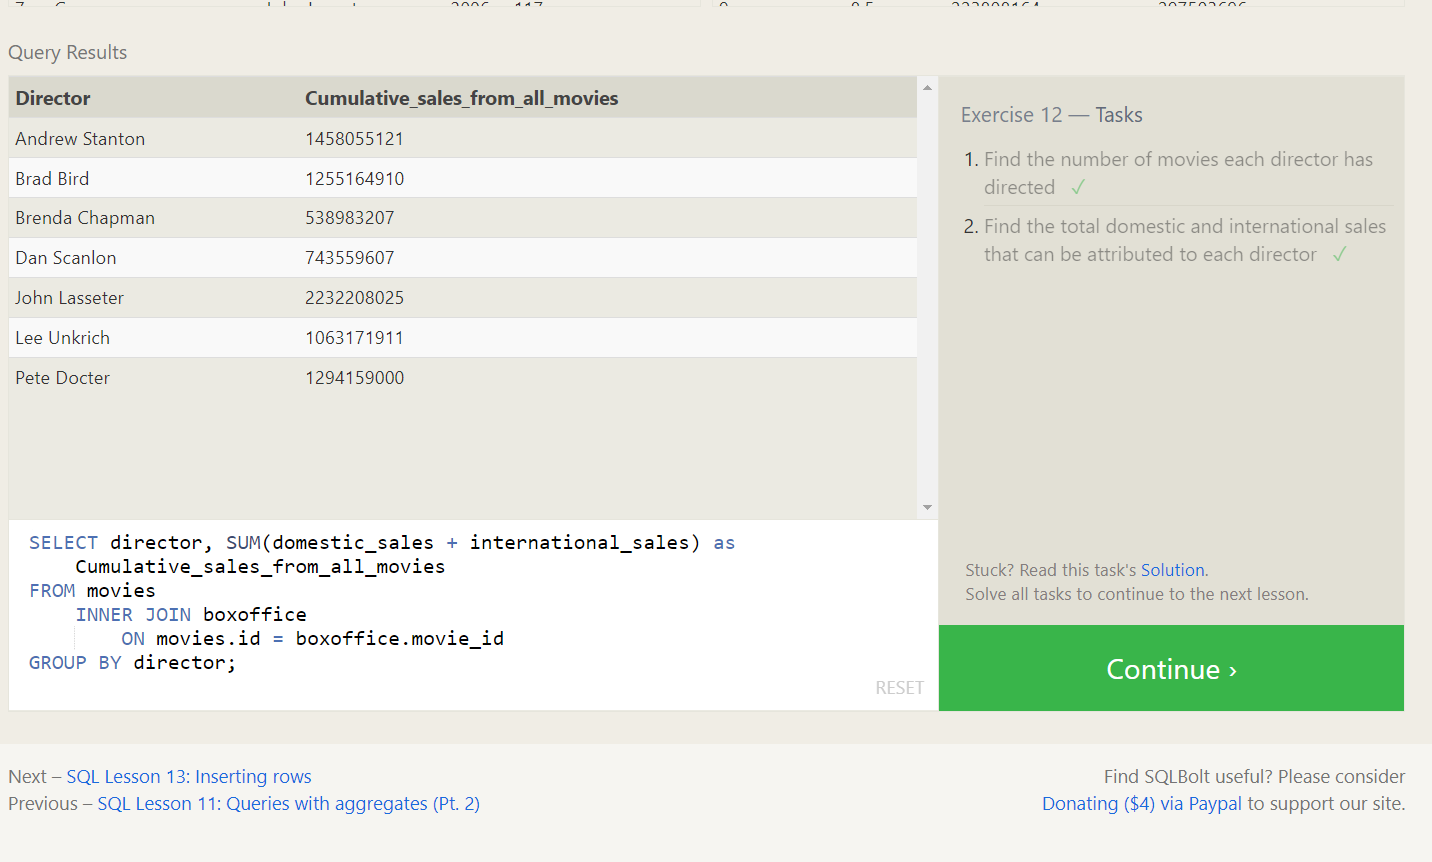 Query Results
Director Cumulative_sales_from_all_movies
Andrew Stanton 1458055121
Brad Bird 1255164910
Brenda Chapman 538983207
Dan Scanlon 743559607
John Lasseter 2232208025
Lee Unkrich 1063171911
Pete Docter 1294159000
SELECT director, SUM(domestic_sales + international_sales) as
Cumulative_sales_from_all_movies
FROM movies
INNER JOIN boxoffice
ON movies.id = boxoffice.movie_id
GROUP BY director;
RESET
Exercise 12 — Tasks
1. Find the number of movies each director has
directed ✓
2. Find the total domestic and international sales
that can be attributed to each director ✓
Stuck? Read this task's Solution.
Solve all tasks to continue to the next lesson.
Continue ›
Next – SQL Lesson 13: Inserting rows
Previous – SQL Lesson 11: Queries with aggregates (Pt. 2)
Find SQLBolt useful? Please consider
Donating ($4) via Paypal to support our site.